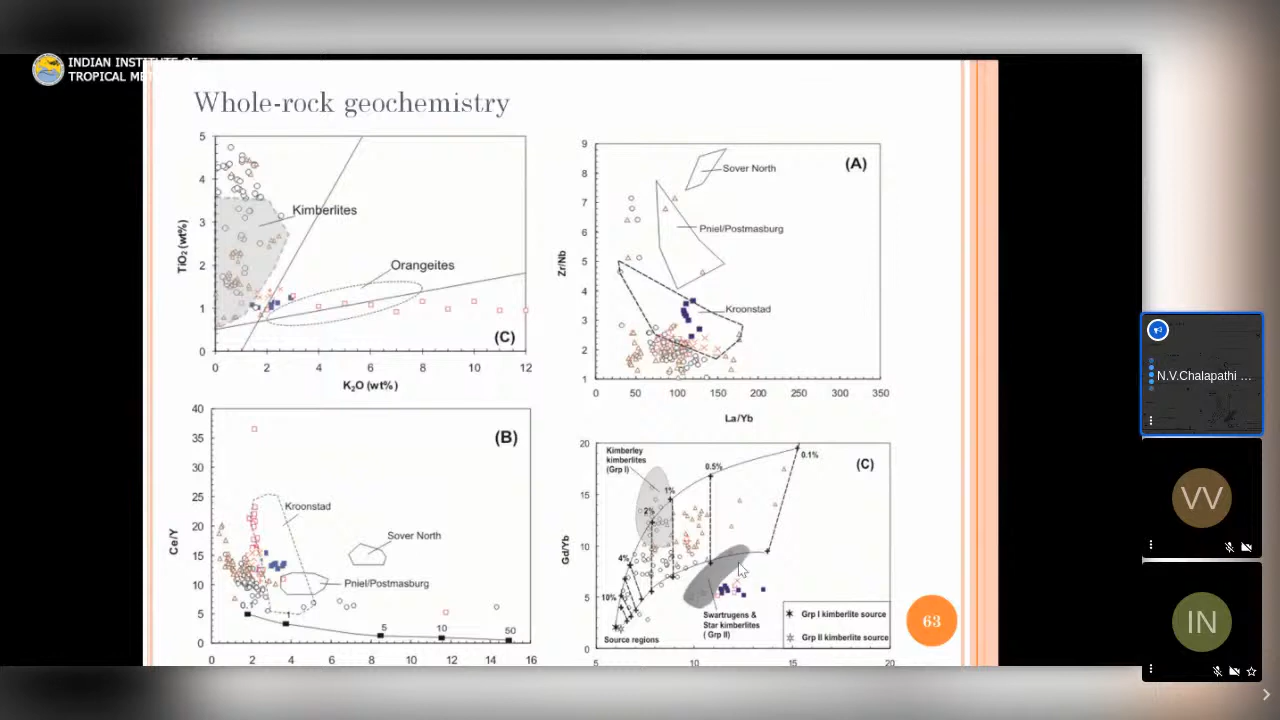 INDIAN INSTITUTE OF
TROPICAL MET
Whole-rock geochemistry
5
4
3
2
1
0
TiO2 (wt%)
Kimberlites
Orangeites
(C)
0 2 4 6 8 10 12
K2O (wt%)
9
8
7
6
5
4
3
2
1
Zr/Nb
(A)
Sover North
Pniel/Postmasburg
Kroonstad
0 50 100 150 200 250 300 350
La/Yb
40
35
30
25
20
15
10
5
0
Ce/Y
(B)
Kroonstad
Sover North
Pniel/Postmasburg
0.1 1 5 10 50
0 2 4 6 8 10 12 14 16
20
15
10
5
0
Gd/Yb
Kimberley
kimberlites
(Grp I)
(C)
0.1%
0.5%
1%
2%
4%
10%
Swartrugens &
Star kimberlites
( Grp II)
Source regions
Grp I kimberlite source
Grp II kimberlite source
5 10 15 20
63
N.V.Chalapathi ...
VV
IN